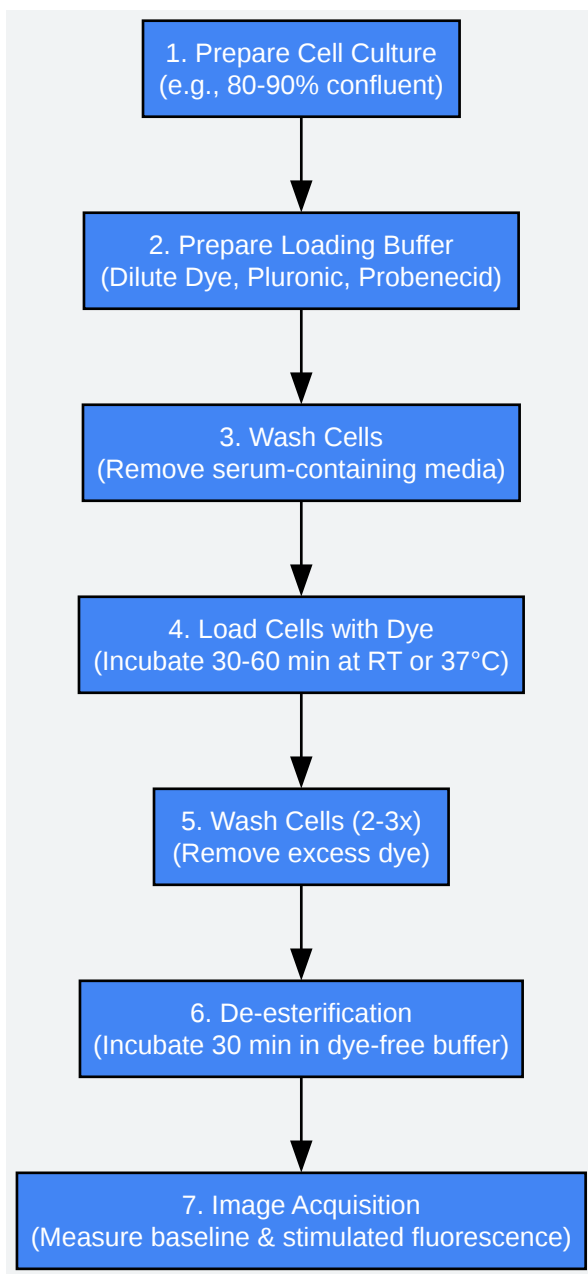 1. Prepare Cell Culture
(e.g., 80-90% confluent)
2. Prepare Loading Buffer
(Dilute Dye, Pluronic, Probenecid)
3. Wash Cells
(Remove serum-containing media)
4. Load Cells with Dye
(Incubate 30-60 min at RT or 37°C)
5. Wash Cells (2-3x)
(Remove excess dye)
6. De-esterification
(Incubate 30 min in dye-free buffer)
7. Image Acquisition
(Measure baseline & stimulated fluorescence)